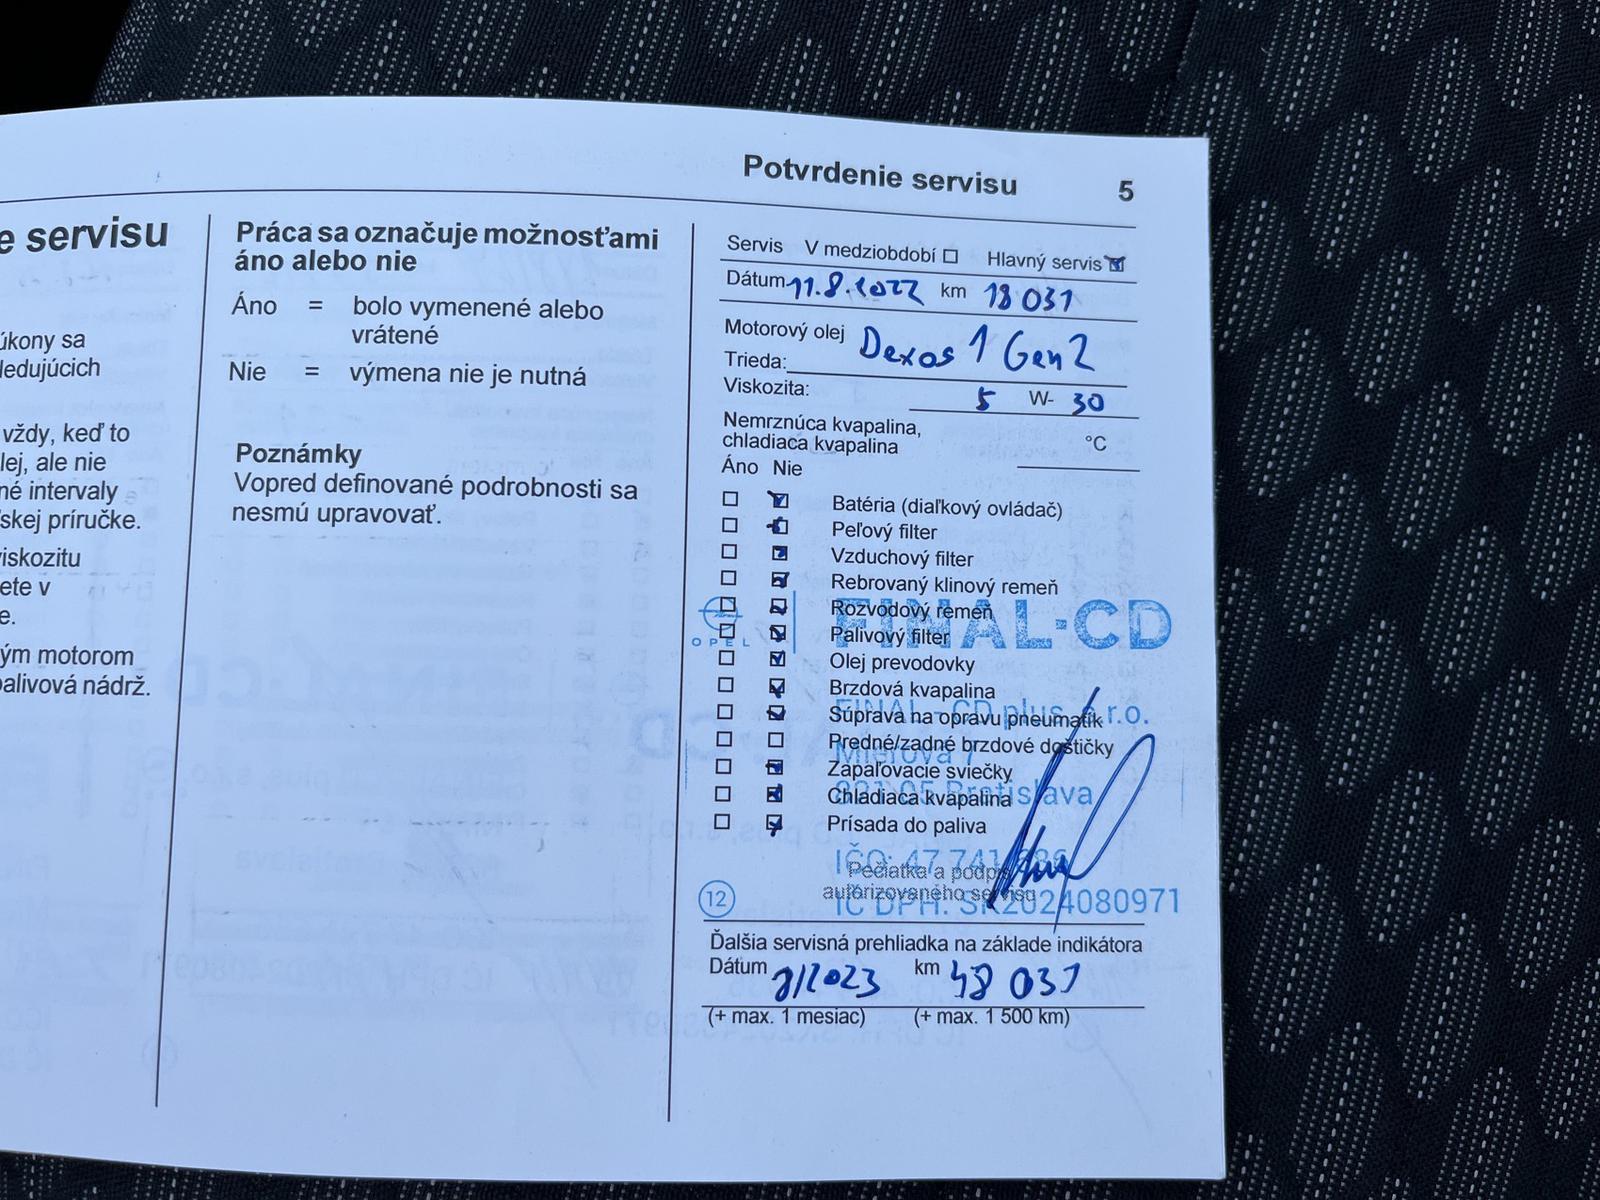 Potvrdenie servisu 5
e servisu
úkony sa
ledujúcich
vždy, keď to
lej, ale nie
né intervaly
skej príručke.
viskozitu
ete v
e.
ým motorom
palivová nádrž.
Práca sa označuje možnosťami
áno alebo nie
Áno = bolo vymenené alebo
vrátené
Nie = výmena nie je nutná
Poznámky
Vopred definované podrobnosti sa
nesmú upravovať.
Servis V medziobdobí Hlavný servis
Dátum 11.8.2022 km 18 031
Motorový olej Dexos 1 Gen 2
Trieda:
Viskozita: 5 W- 30
Nemrznúca kvapalina,
chladiaca kvapalina °C
Áno Nie
Batéria (diaľkový ovládač)
Peľový filter
Vzduchový filter
Rebrovaný klinový remeň
Rozvodový remeň
Palivový filter
Olej prevodovky
Brzdová kvapalina
Súprava na opravu pneumatík
Predné/zadné brzdové doštičky
Zapaľovacie sviečky
Chladiaca kvapalina
Prísada do paliva
OPEL FINAL-CD
FINAL - CD plus, s.r.o.
Mierová 1
821 05 Bratislava
IČO: 47 741 686
IČ DPH: SK2024080971
Pečiatka a podpis
autorizovaného servisu
12
Ďalšia servisná prehliadka na základe indikátora
Dátum 8/2023 km 48 031
(+ max. 1 mesiac) (+ max. 1 500 km)